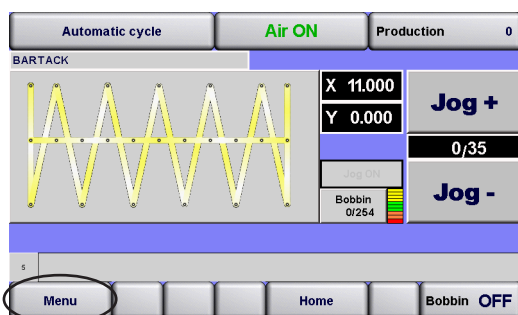 Automatic cycle
Air ON
Production 0
BARTACK
X 11.000
Y 0.000
Jog +
0/35
Jog ON
Bobbin
0/254
Jog -
5
Menu
Home
Bobbin OFF